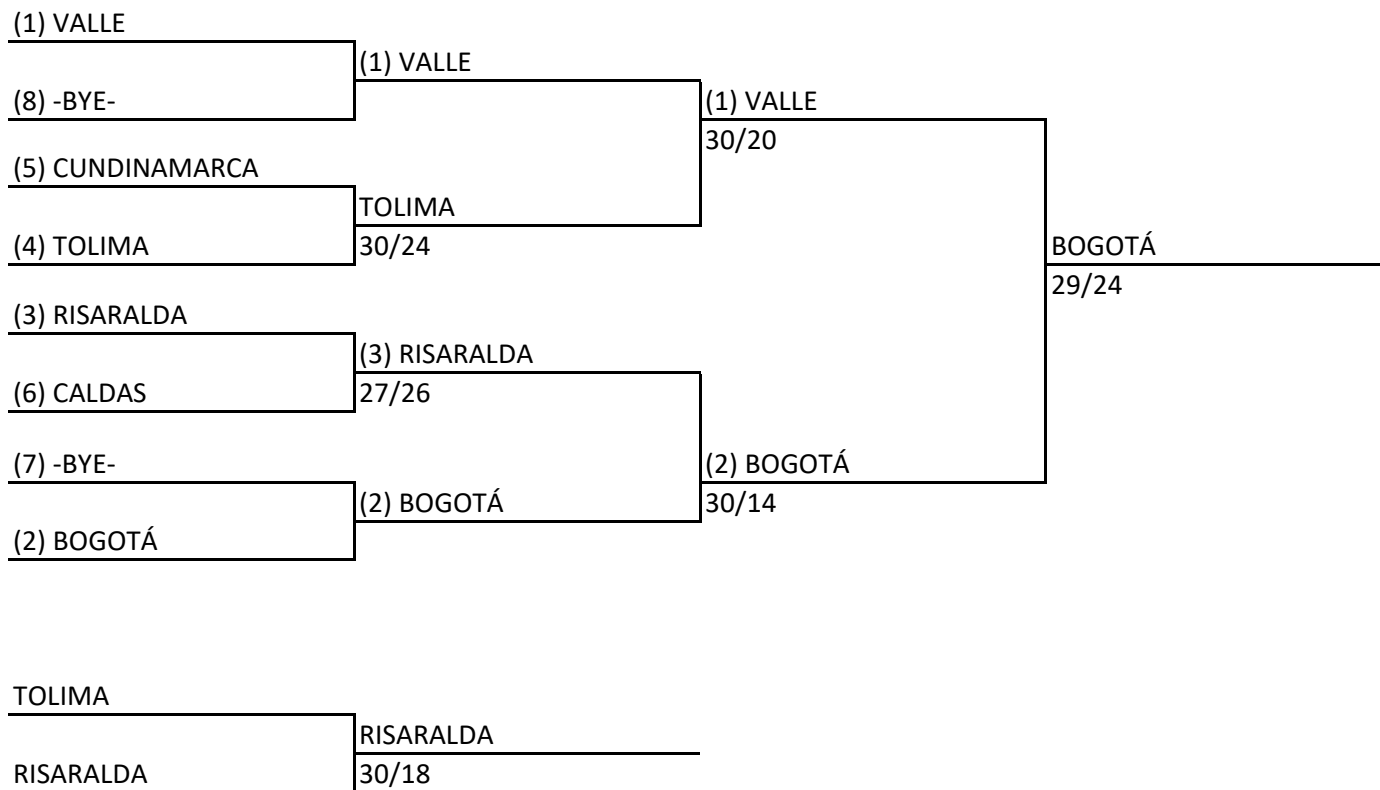 (1) VALLE
(1) VALLE
(8) -BYE-
(1) VALLE
30/20
(5) CUNDINAMARCA
TOLIMA
(4) TOLIMA
30/24
BOGOTÁ
29/24
(3) RISARALDA
(3) RISARALDA
(6) CALDAS
27/26
(7) -BYE-
(2) BOGOTÁ
(2) BOGOTÁ
30/14
(2) BOGOTÁ
TOLIMA
RISARALDA
RISARALDA
30/18